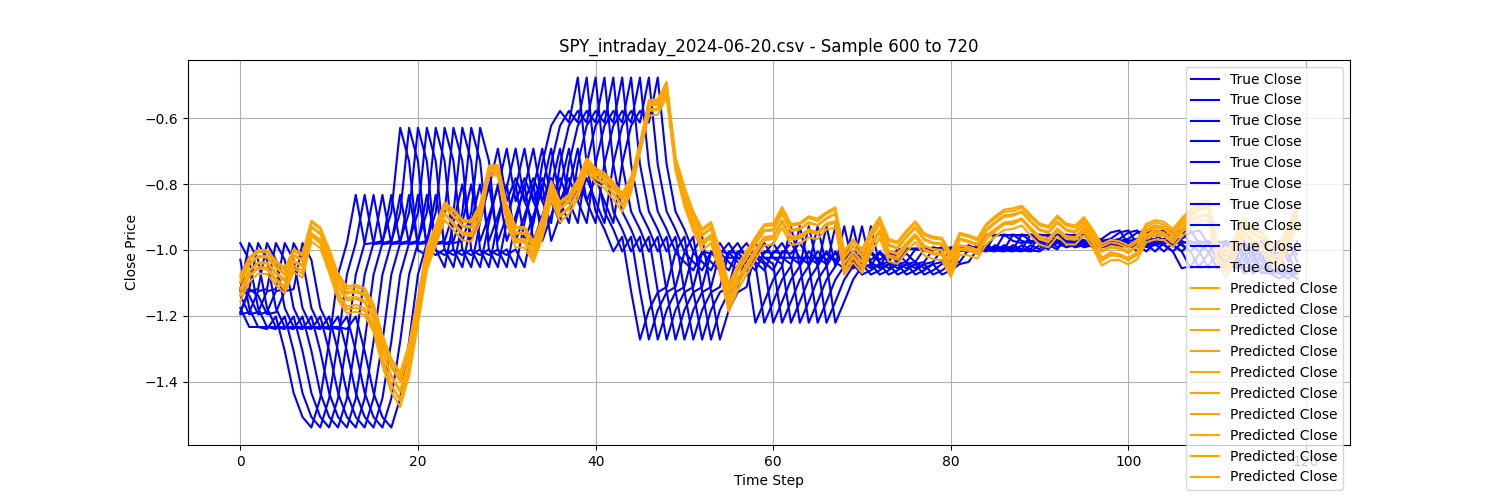 SPY_intraday_2024-06-20.csv - Sample 600 to 720
Close Price
−0.6
−0.8
−1.0
−1.2
−1.4
0
20
40
60
80
100
120
Time Step
True Close
True Close
True Close
True Close
True Close
True Close
True Close
True Close
True Close
True Close
Predicted Close
Predicted Close
Predicted Close
Predicted Close
Predicted Close
Predicted Close
Predicted Close
Predicted Close
Predicted Close
Predicted Close